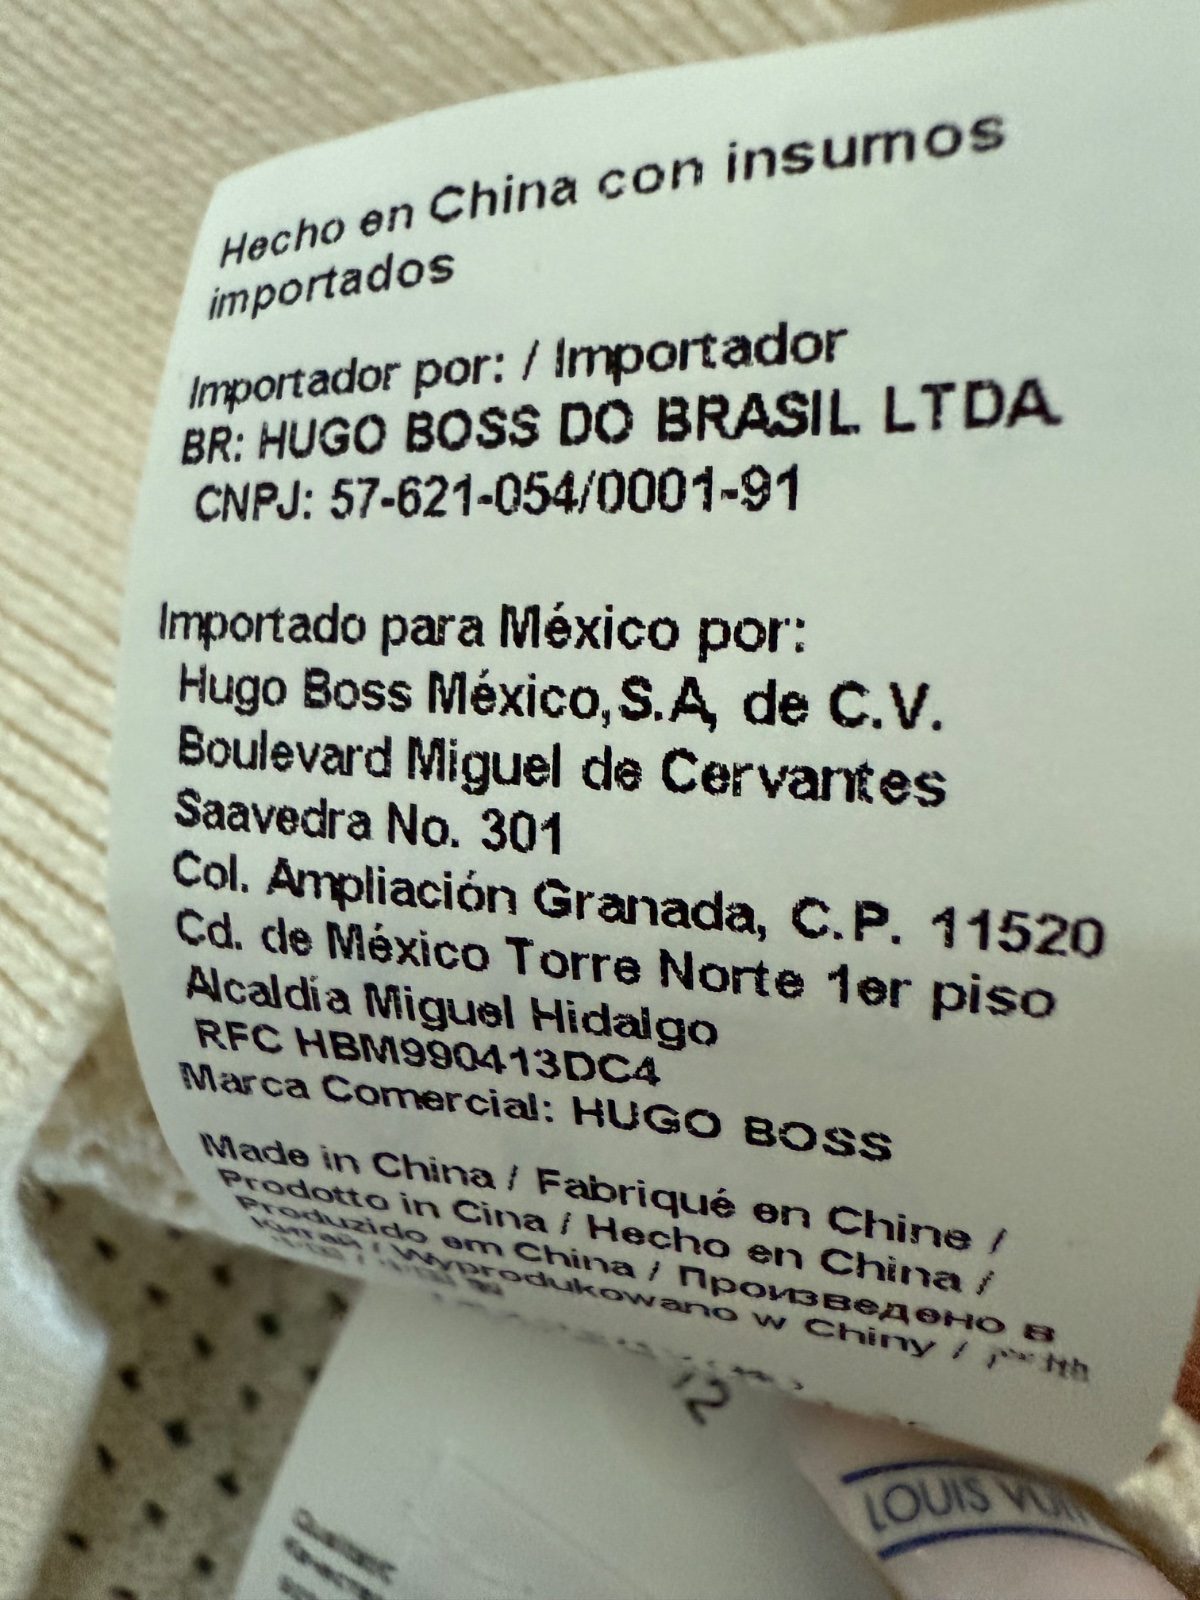 Hecho en China con insumos
importados
Importador por: / Importador
BR: HUGO BOSS DO BRASIL LTDA
CNPJ: 57-621-054/0001-91
Importado para México por:
Hugo Boss México,S.A, de C.V.
Boulevard Miguel de Cervantes
Saavedra No. 301
Col. Ampliación Granada, C.P. 11520
Cd. de México Torre Norte 1er piso
Alcaldía Miguel Hidalgo
RFC HBM990413DC4
Marca Comercial: HUGO BOSS
Made in China / Fabriqué en Chine /
Prodotto in Cina / Hecho en China /
Produzido em China / Произведено в
Китай / Wyprodukowano w Chiny /
12
LOUIS